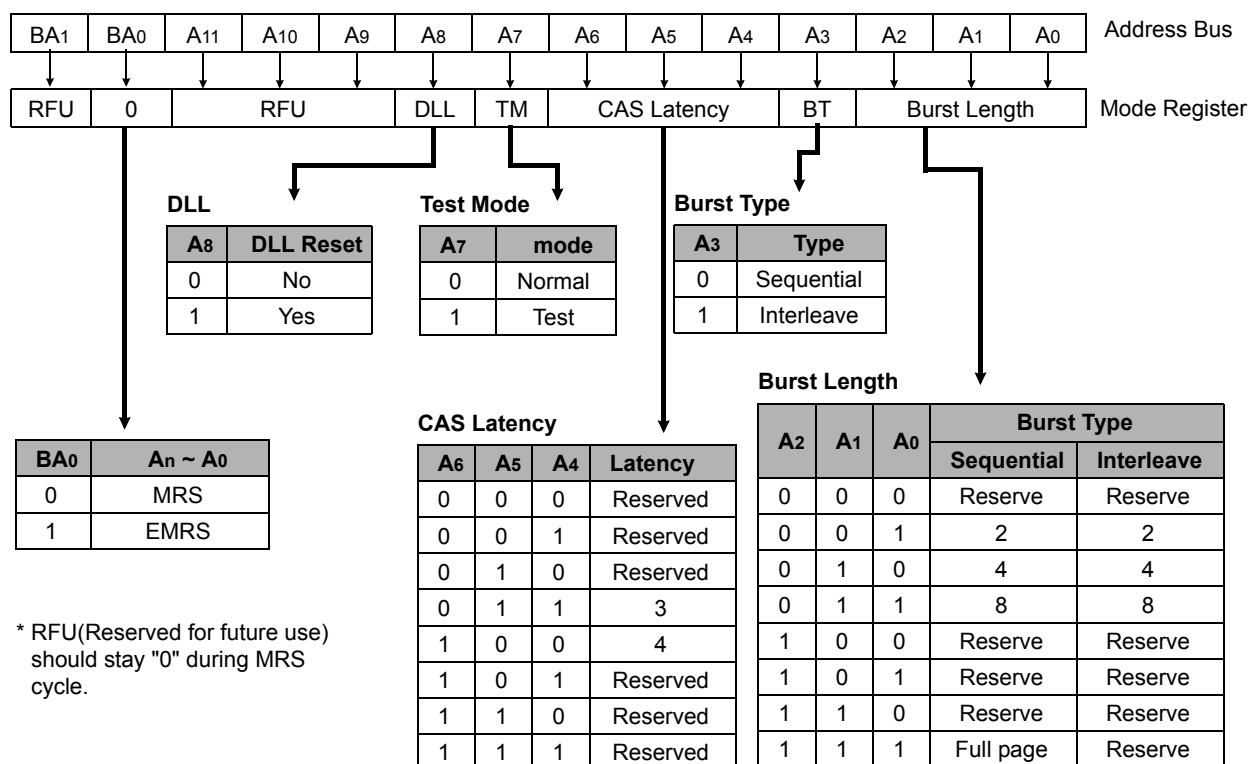 BA1 BA0 A11 A10 A9 A8 A7 A6 A5 A4 A3 A2 A1 A0 Address Bus
RFU 0 RFU DLL TM CAS Latency BT Burst Length Mode Register
DLL
A8 DLL Reset
0 No
1 Yes
Test Mode
A7 mode
0 Normal
1 Test
Burst Type
A3 Type
0 Sequential
1 Interleave
BA0 An ~ A0
0 MRS
1 EMRS
* RFU(Reserved for future use)
should stay "0" during MRS
cycle.
CAS Latency
A6 A5 A4 Latency
0 0 0 Reserved
0 0 1 Reserved
0 1 0 Reserved
0 1 1 3
1 0 0 4
1 0 1 Reserved
1 1 0 Reserved
1 1 1 Reserved
Burst Length
A2 A1 A0 Burst Type
Sequential Interleave
0 0 0 Reserve Reserve
0 0 1 2 2
0 1 0 4 4
0 1 1 8 8
1 0 0 Reserve Reserve
1 0 1 Reserve Reserve
1 1 0 Reserve Reserve
1 1 1 Full page Reserve